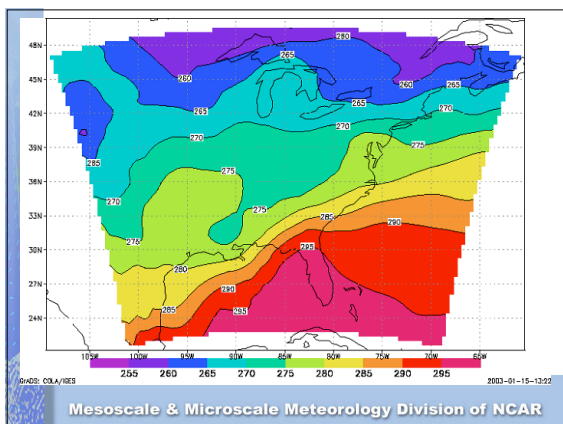 48N
280
265
45N
260
260
265
42N
265
265
270
270
39N
285
275
275
36N
270
275
33N
285
290
275
295
30N
280
27N
290
285
295
24N
105W 100W 95W 90W 85W 80W 75W 70W 65W
255 260 265 270 275 280 285 290 295
GrADS: COLA/IGES 2003-01-15-13:22
Mesoscale & Microscale Meteorology Division of NCAR